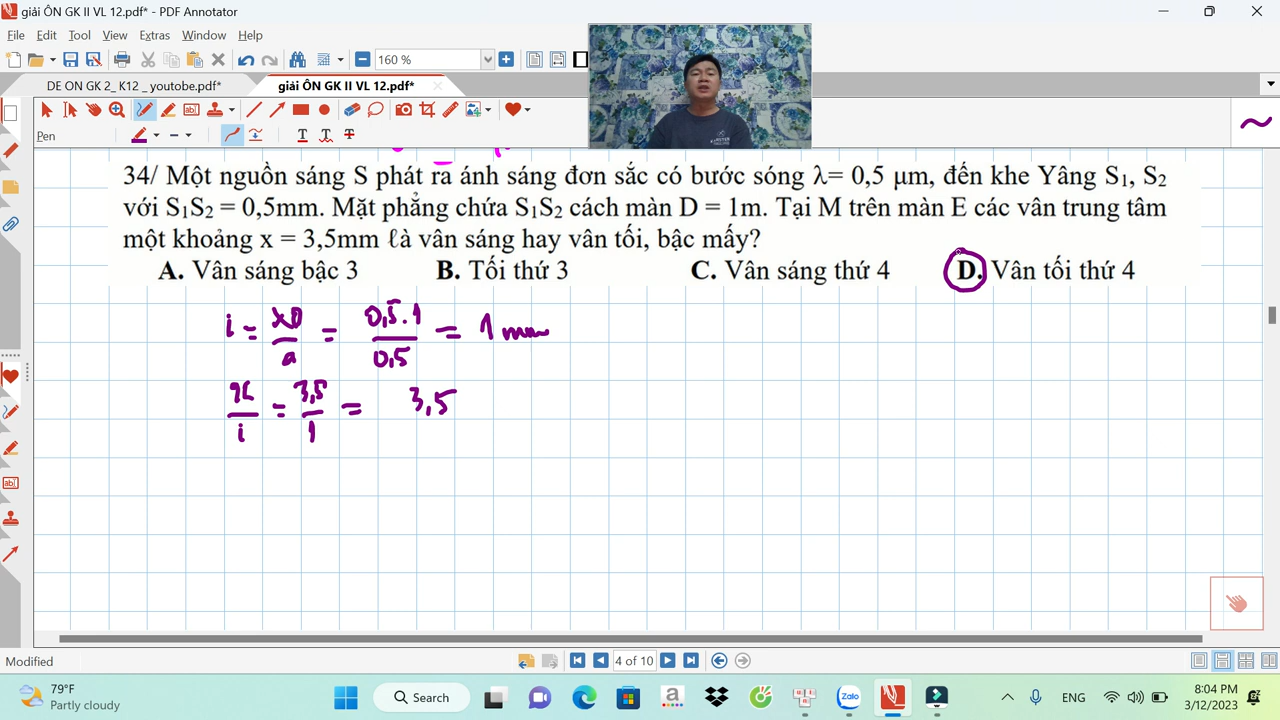 giải ÔN GK II VL 12.pdf* - PDF Annotator
File Edit Tool View Extras Window Help
160 %
DE ON GK 2_ K12 _ youtobe.pdf* giải ÔN GK II VL 12.pdf*
Pen
34/ Một nguồn sáng S phát ra ánh sáng đơn sắc có bước sóng λ= 0,5 μm, đến khe Yâng S₁, S₂
với S₁S₂ = 0,5mm. Mặt phẳng chứa S₁S₂ cách màn D = 1m. Tại M trên màn E các vân trung tâm
một khoảng x = 3,5mm ℓà vân sáng hay vân tối, bậc mấy?
A. Vân sáng bậc 3 B. Tối thứ 3 C. Vân sáng thứ 4 D. Vân tối thứ 4
i = λD/a = 0,5.1/0,5 = 1 mm
x/i = 3,5/1 = 3,5
4 of 10
Modified
79°F
Partly cloudy
Search
Zalo
ENG
8:04 PM
3/12/2023